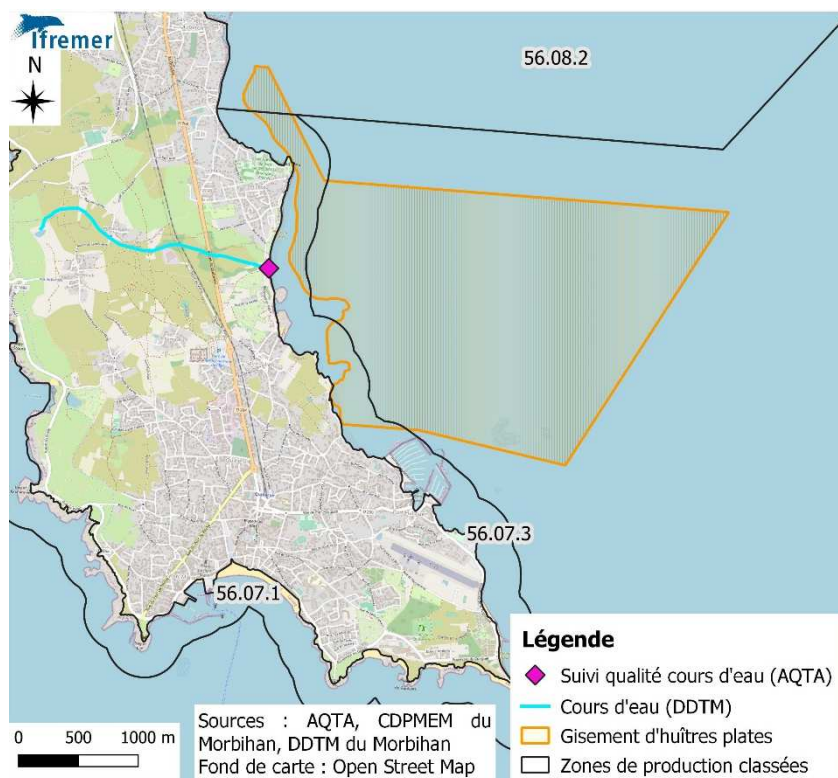 Ifremer
N
56.08.2
56.07.3
56.07.1
Légende
Suivi qualité cours d'eau (AQTA)
Cours d'eau (DDTM)
Gisement d'huîtres plates
Zones de production classées
Sources : AQTA, CDPMEM du
Morbihan, DDTM du Morbihan
Fond de carte : Open Street Map
0 500 1000 m